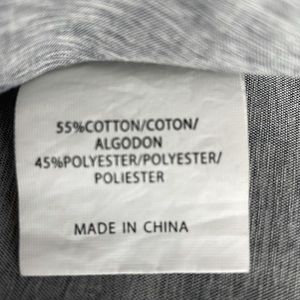 55%COTTON/COTON/
ALGODON
45%POLYESTER/POLYESTER/
POLIESTER
MADE IN CHINA